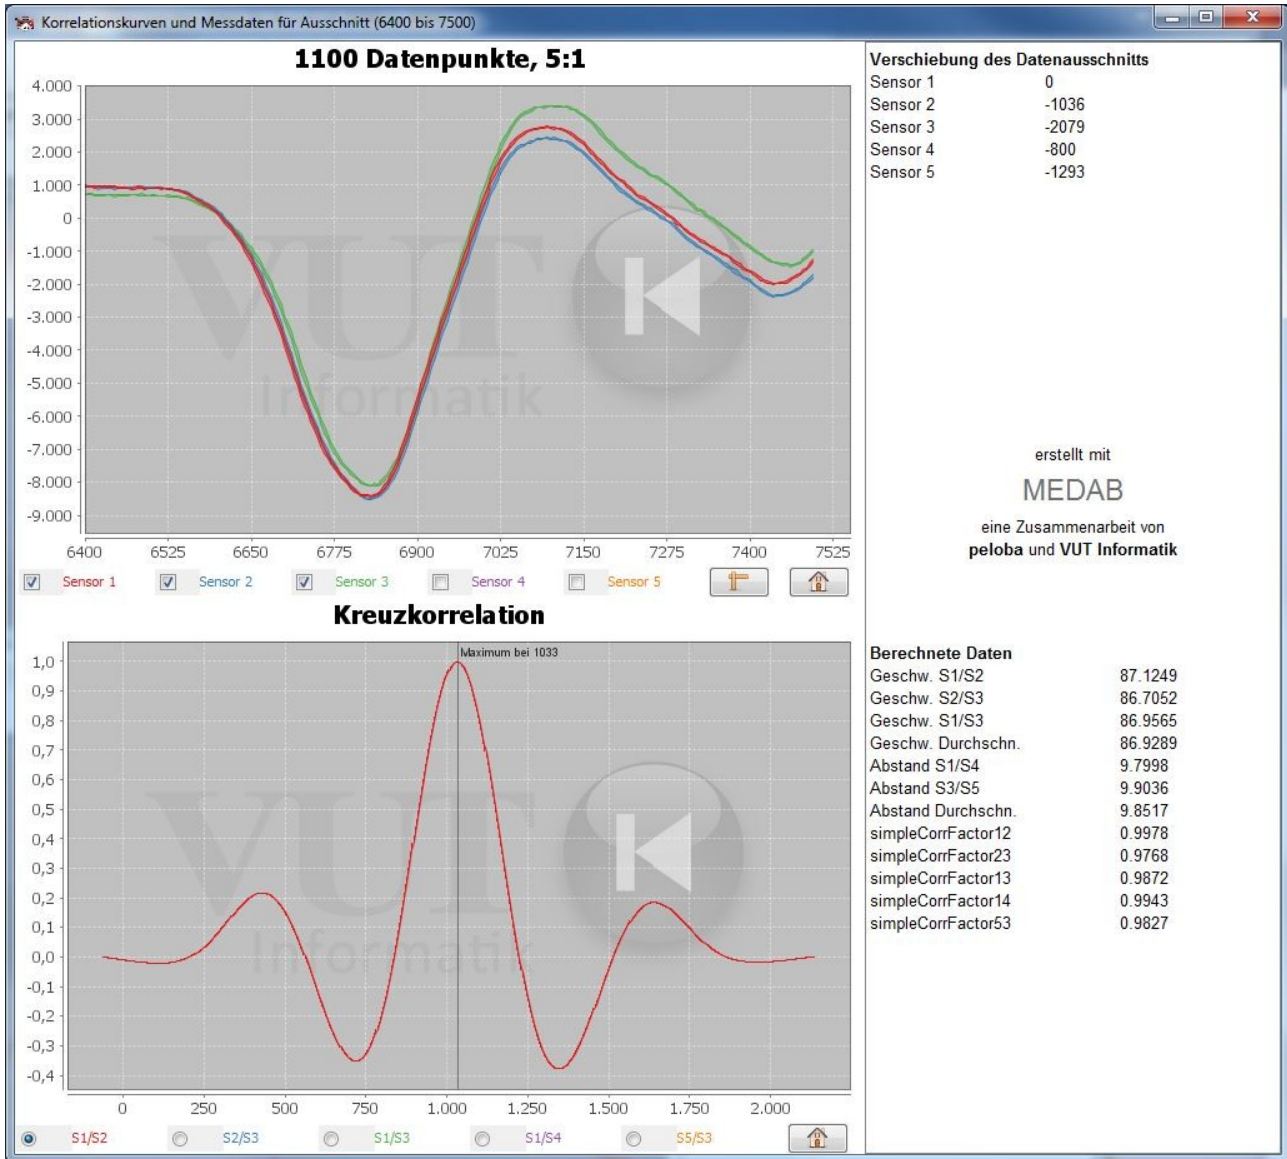 Korrelationskurven und Messdaten für Ausschnitt (6400 bis 7500)
1100 Datenpunkte, 5:1
4.000
3.000
2.000
1.000
0
-1.000
-2.000
-3.000
-4.000
-5.000
-6.000
-7.000
-8.000
-9.000
VUT
Informatik
6400 6525 6650 6775 6900 7025 7150 7275 7400 7525
Sensor 1 Sensor 2 Sensor 3 Sensor 4 Sensor 5
Kreuzkorrelation
Maximum bei 1033
1,0
0,9
0,8
0,7
0,6
0,5
0,4
0,3
0,2
0,1
0,0
-0,1
-0,2
-0,3
-0,4
VUT
Informatik
0 250 500 750 1.000 1.250 1.500 1.750 2.000
S1/S2 S2/S3 S1/S3 S1/S4 S5/S3
Verschiebung des Datenausschnitts
Sensor 1 0
Sensor 2 -1036
Sensor 3 -2079
Sensor 4 -800
Sensor 5 -1293
erstellt mit
MEDAB
eine Zusammenarbeit von
peloba und VUT Informatik
Berechnete Daten
Geschw. S1/S2 87.1249
Geschw. S2/S3 86.7052
Geschw. S1/S3 86.9565
Geschw. Durchschn. 86.9289
Abstand S1/S4 9.7998
Abstand S3/S5 9.9036
Abstand Durchschn. 9.8517
simpleCorrFactor12 0.9978
simpleCorrFactor23 0.9768
simpleCorrFactor13 0.9872
simpleCorrFactor14 0.9943
simpleCorrFactor53 0.9827